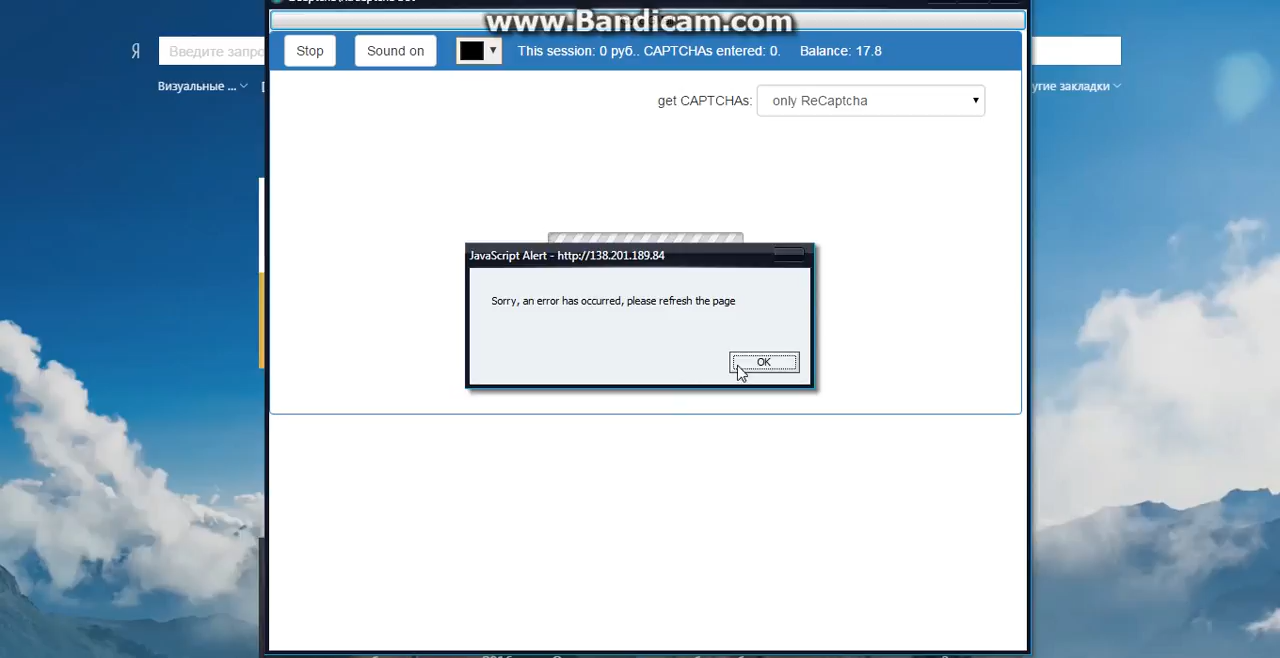 www.Bandicam.com
Я
Введите запро
Stop
Sound on
This session: 0 руб.. CAPTCHAs entered: 0.
Balance: 17.8
Визуальные ...
угие закладки
get CAPTCHAs:
only ReCaptcha
JavaScript Alert - http://138.201.189.84
Sorry, an error has occurred, please refresh the page
OK